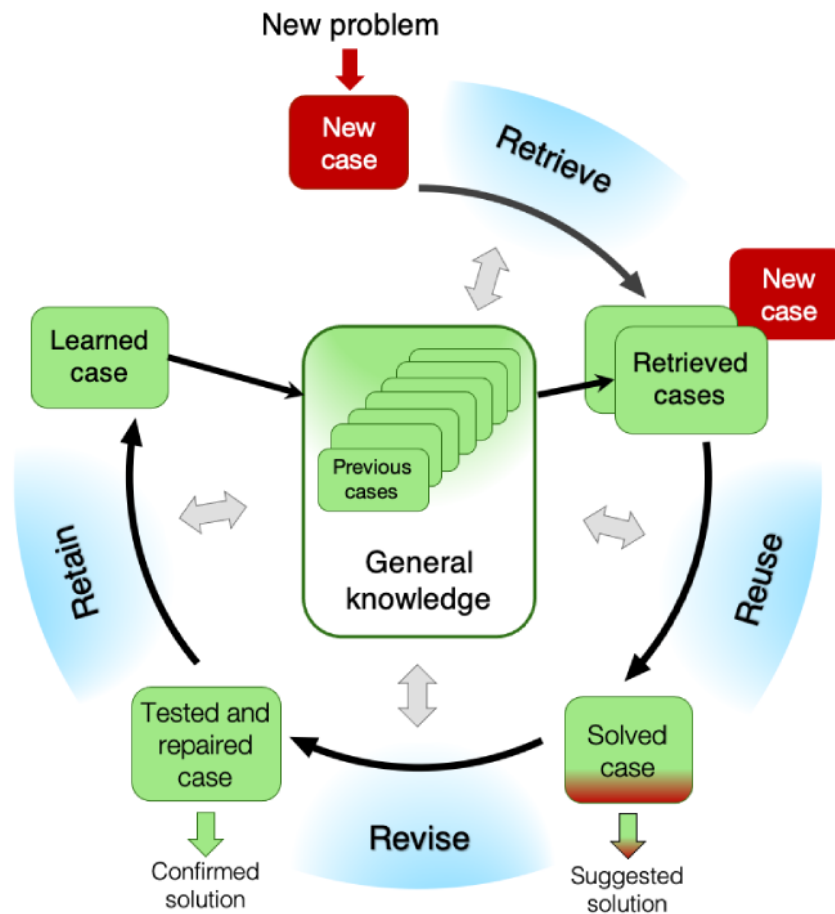 New problem
New
case
Retrieve
New
case
Retrieved
cases
Learned
case
Previous
cases
General
knowledge
Retain
Reuse
Tested and
repaired
case
Solved
case
Revise
Confirmed
solution
Suggested
solution